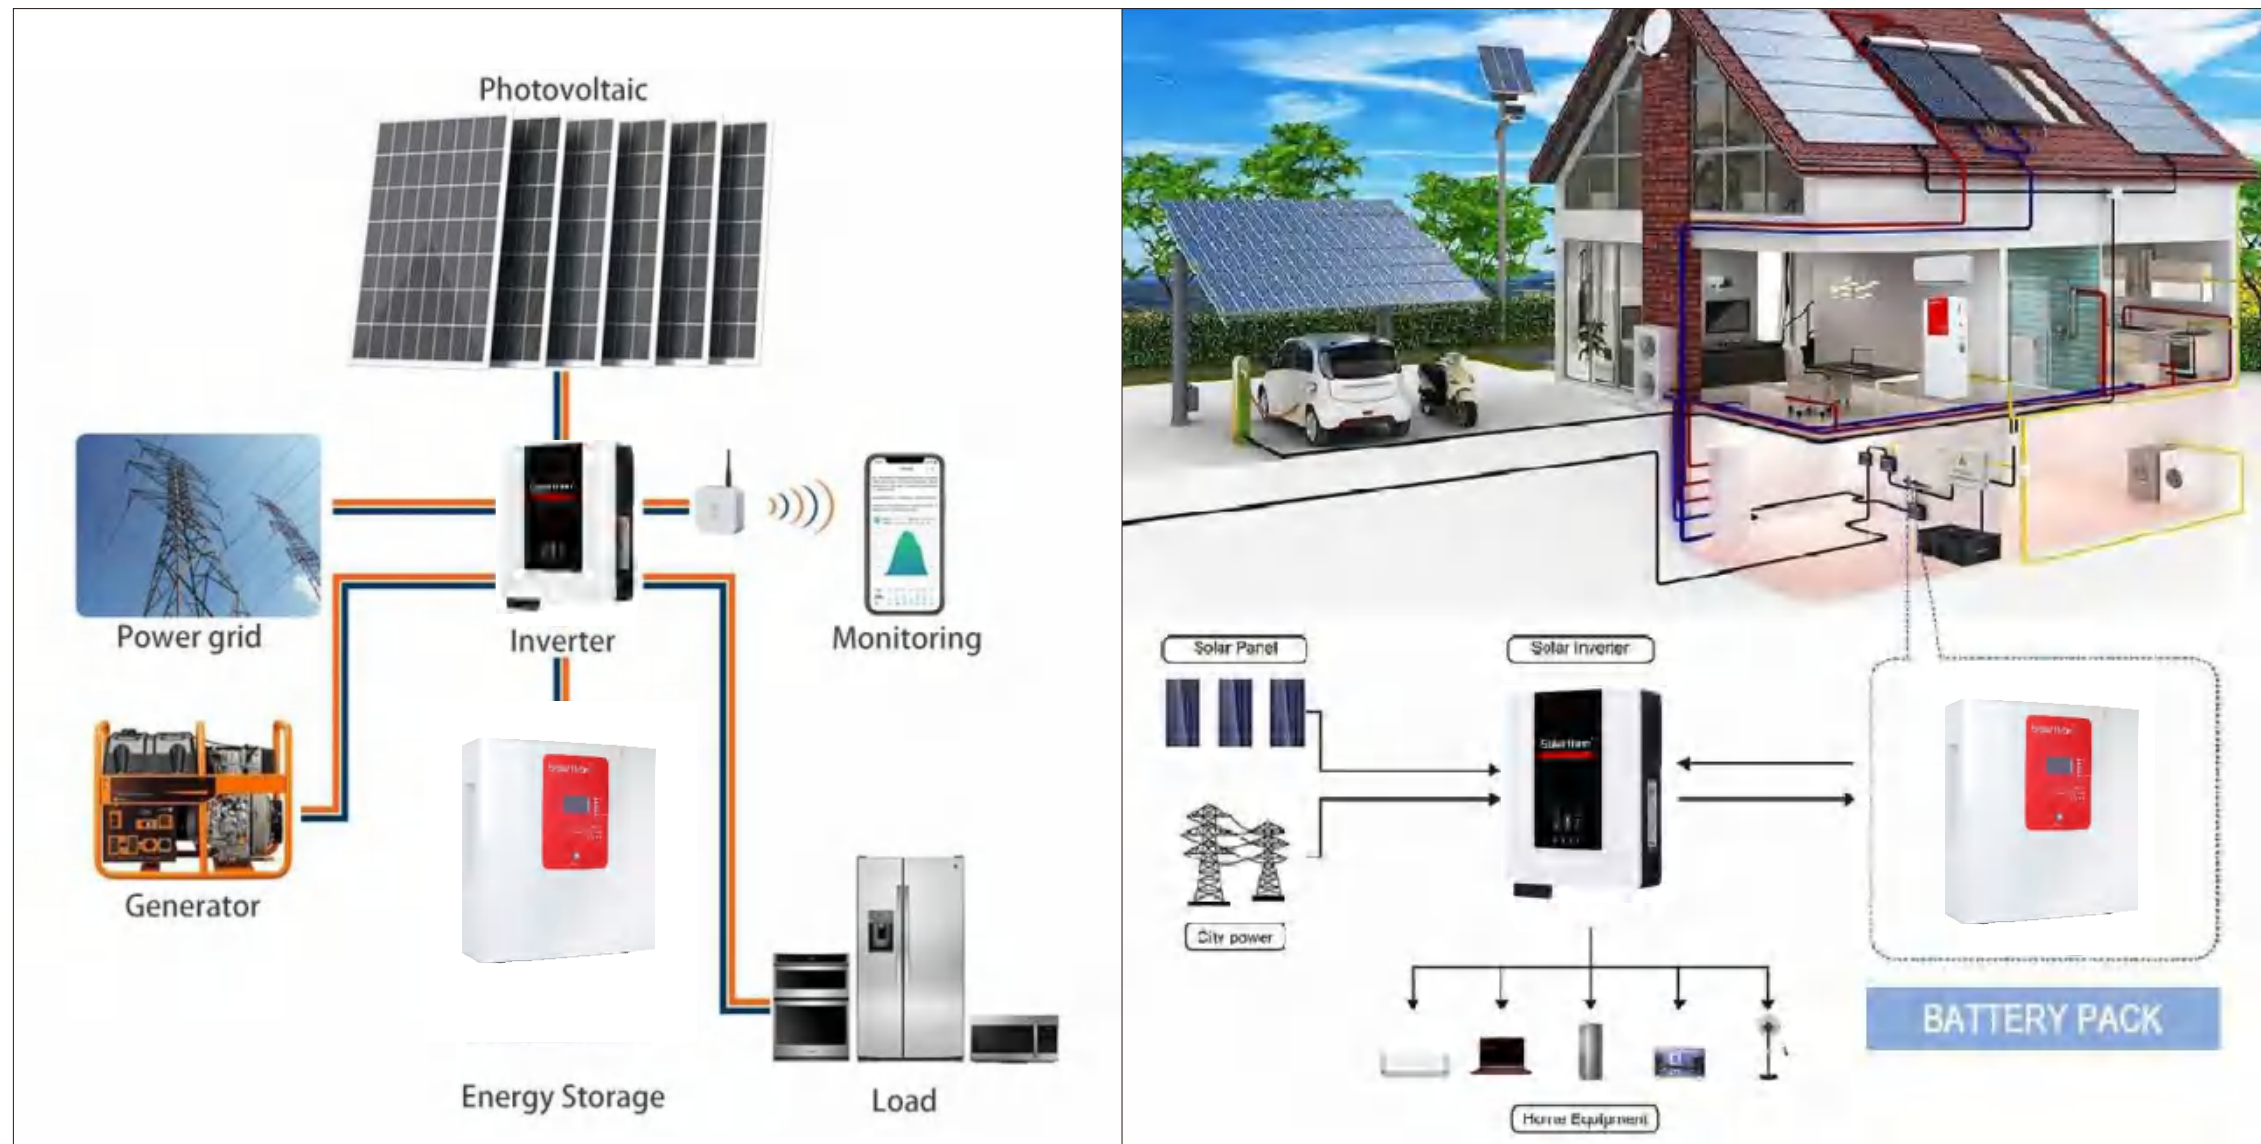 Photovoltaic
Power grid
Inverter
Monitoring
Generator
Energy Storage
Load
Solar Panel
Solar Inverter
City power
Home Equipment
BATTERY PACK